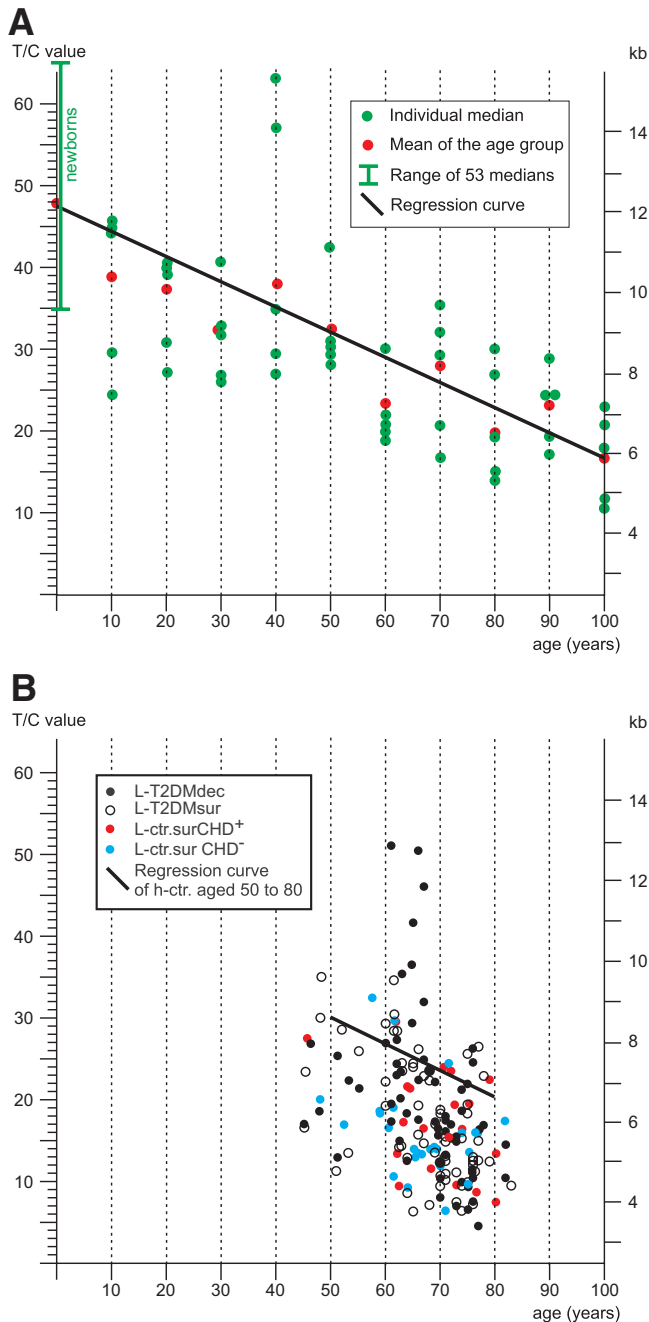 A
T/C value
kb
newborns
Individual median
Mean of the age group
Range of 53 medians
Regression curve
60
50
40
30
20
10
14
12
10
8
6
4
10 20 30 40 50 60 70 80 90 100
age (years)
B
T/C value
kb
L-T2DMdec
L-T2DMsur
L-ctr.surCHD+
L-ctr.sur CHD-
Regression curve
of h-ctr. aged 50 to 80
60
50
40
30
20
10
14
12
10
8
6
4
10 20 30 40 50 60 70 80 90 100
age (years)